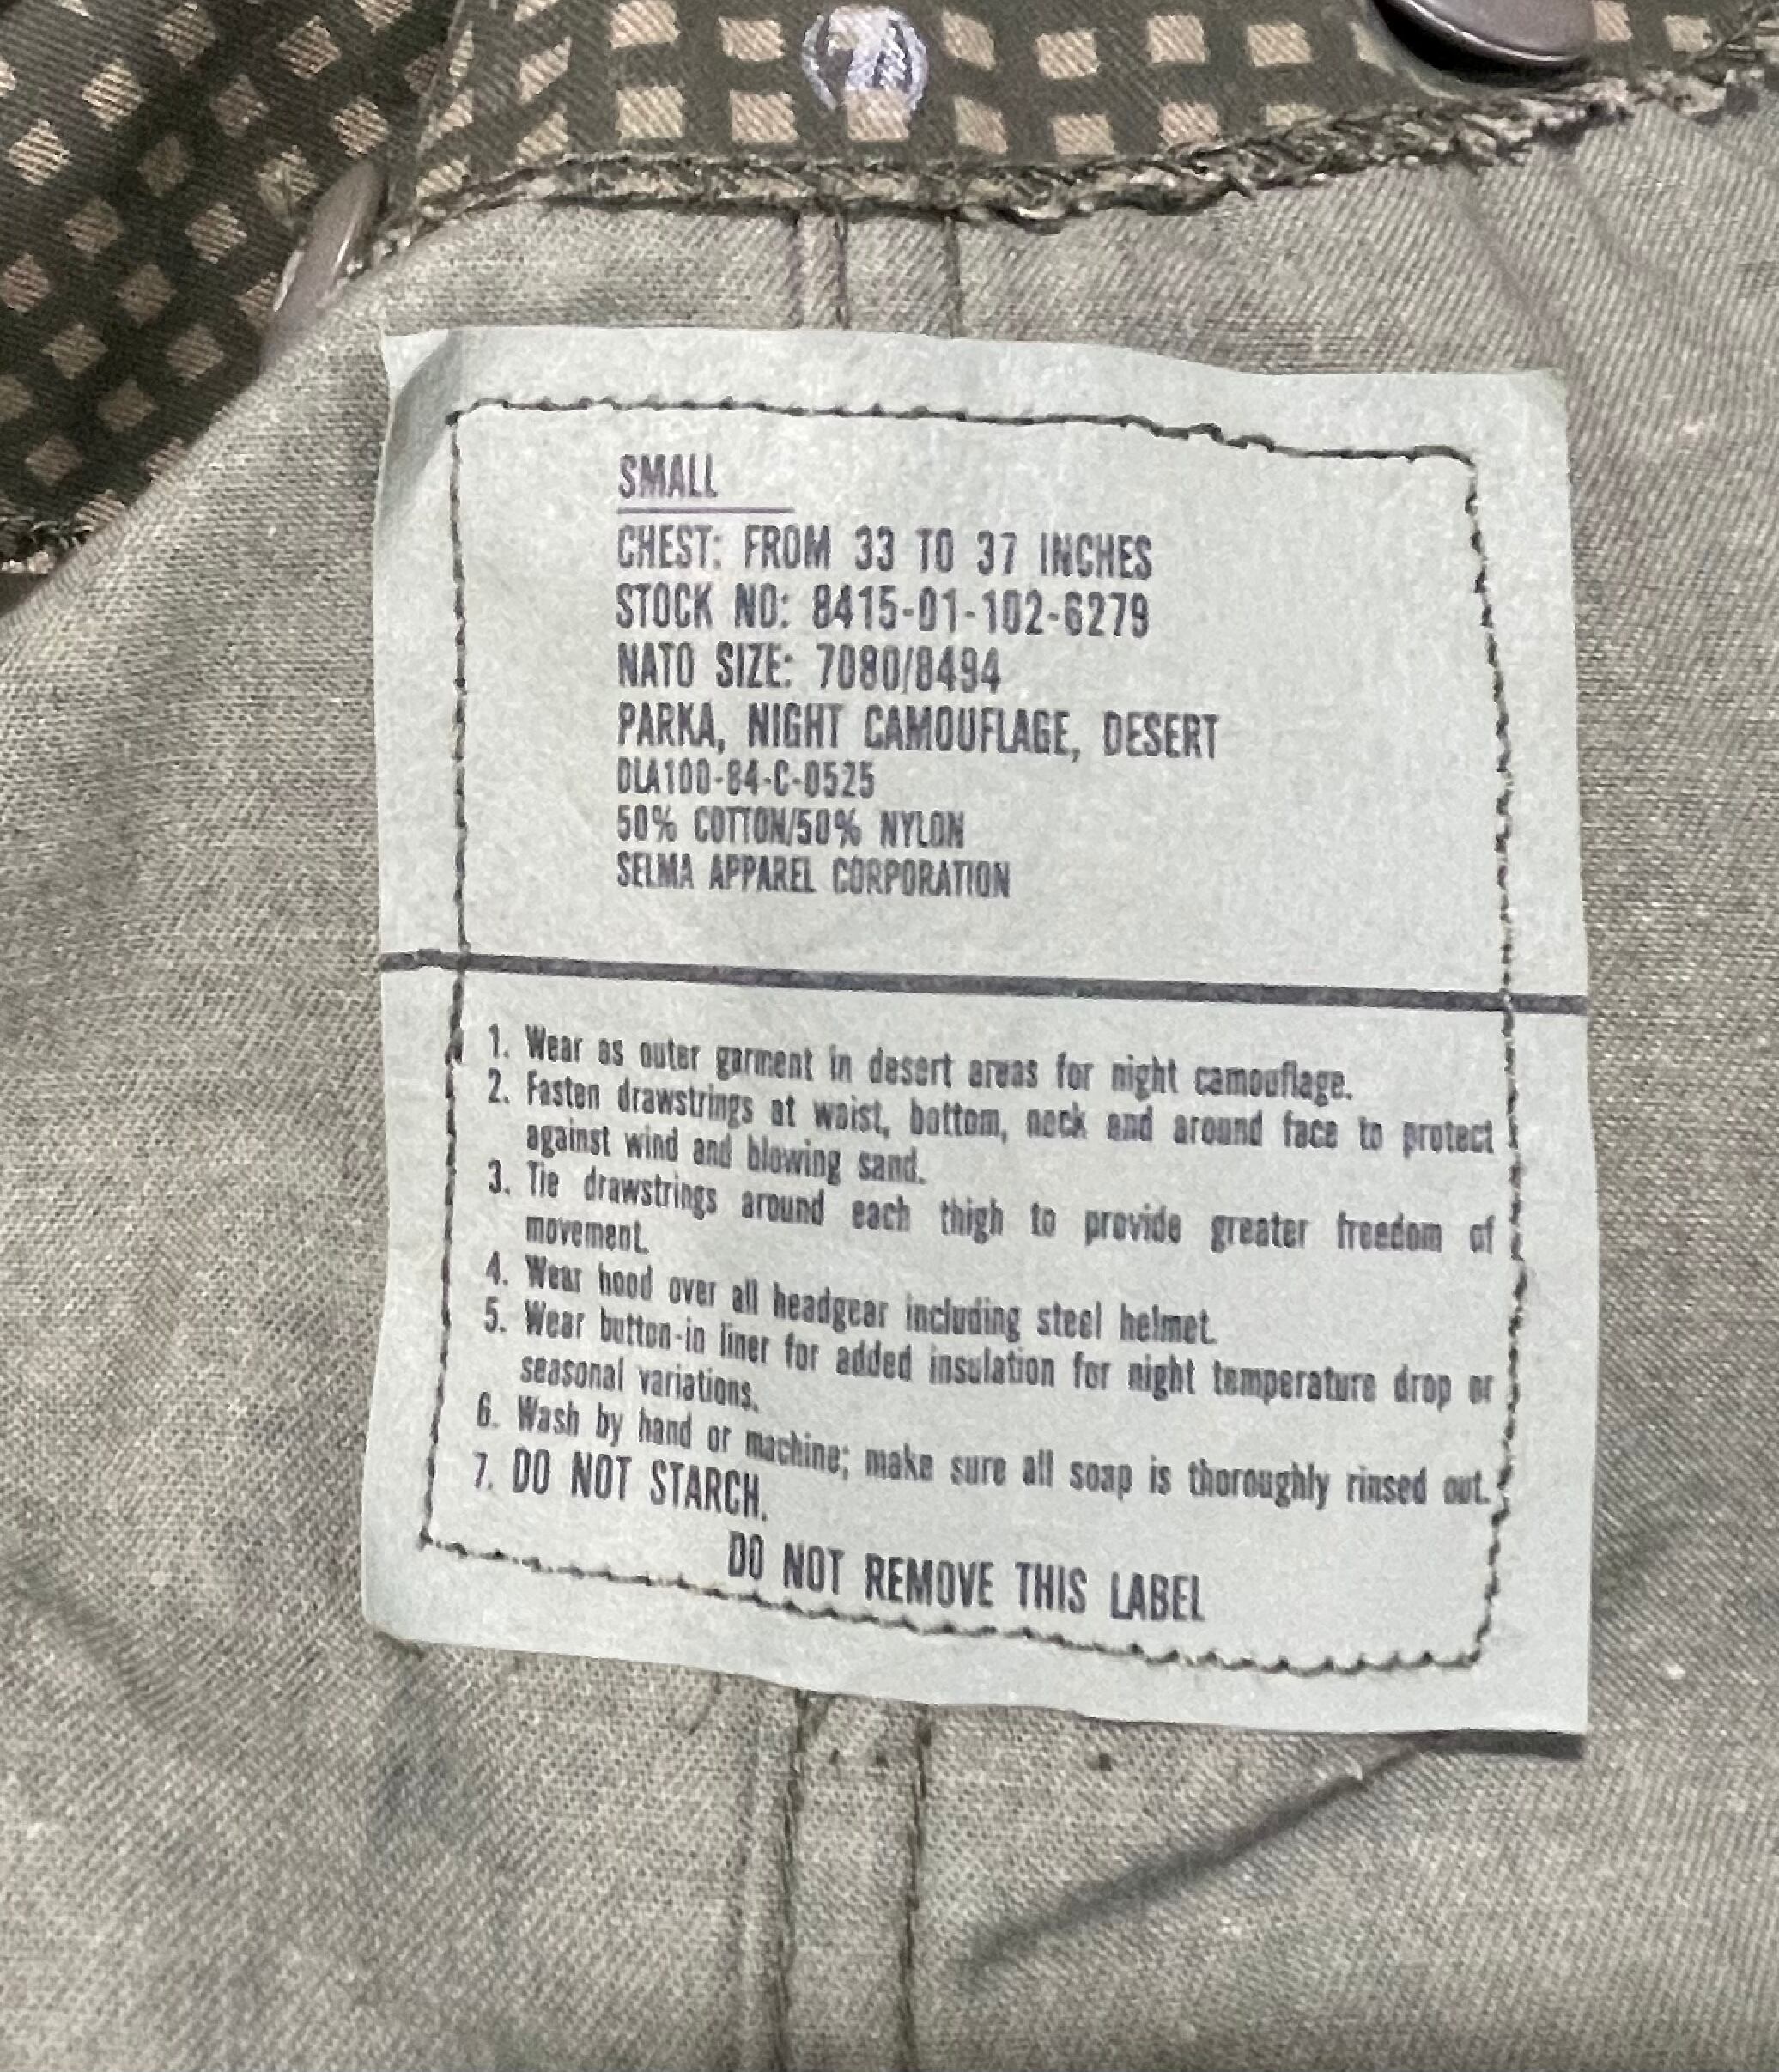 SMALL
CHEST: FROM 33 TO 37 INCHES
STOCK NO: 8415-01-102-6279
NATO SIZE: 7080/8494
PARKA, NIGHT CAMOUFLAGE, DESERT
DLA100-84-C-0525
50% COTTON/50% NYLON
SELMA APPAREL CORPORATION
1. Wear as outer garment in desert areas for night camouflage.
2. Fasten drawstrings at waist, bottom, neck and around face to protect
against wind and blowing sand.
3. Tie drawstrings around each thigh to provide greater freedom of
movement.
4. Wear hood over all headgear including steel helmet.
5. Wear button-in liner for added insulation for night temperature drop or
seasonal variations.
6. Wash by hand or machine; make sure all soap is thoroughly rinsed out.
7. DO NOT STARCH.
DO NOT REMOVE THIS LABEL